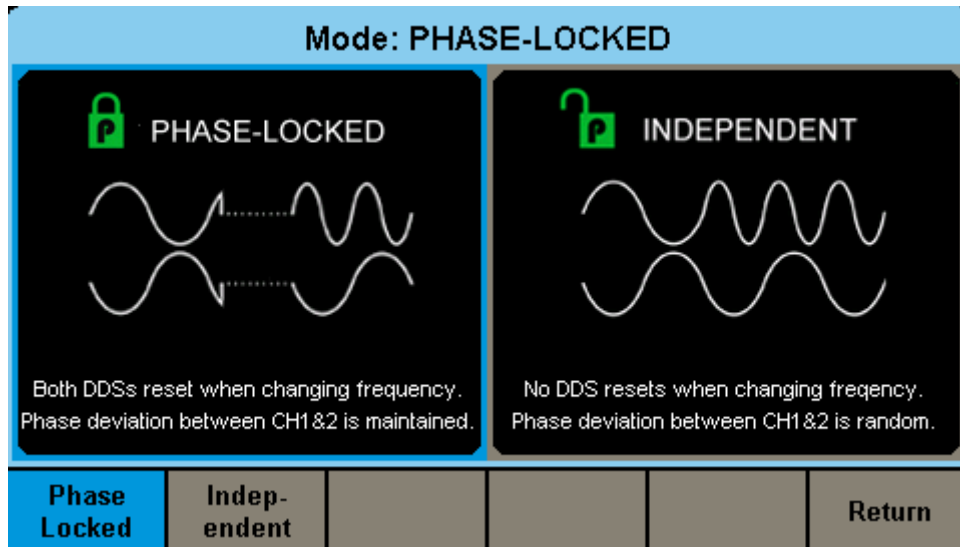 Mode: PHASE-LOCKED
P PHASE-LOCKED
Both DDSs reset when changing frequency.
Phase deviation between CH1&2 is maintained.
P INDEPENDENT
No DDS resets when changing freqency.
Phase deviation between CH1&2 is random.
Phase
Locked
Indep-
endent
Return